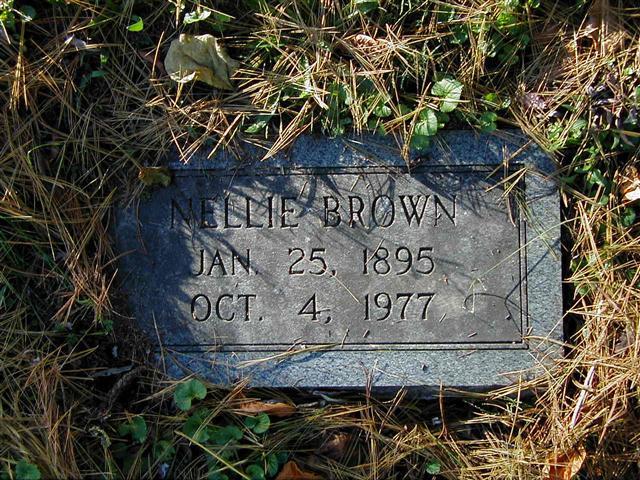 NELLIE BROWN
JAN. 25, 1895
OCT. 4, 1977